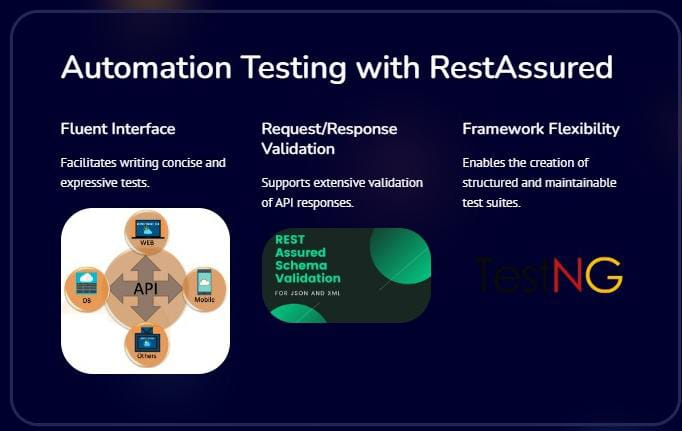 Automation Testing with RestAssured
Fluent Interface
Facilitates writing concise and
expressive tests.
WEB
API
DB
Mobile
Others
Request/Response
Validation
Supports extensive validation
of API responses.
REST
Assured
Schema
Validation
FOR JSON AND XML
Framework Flexibility
Enables the creation of
structured and maintainable
test suites.
TestNG